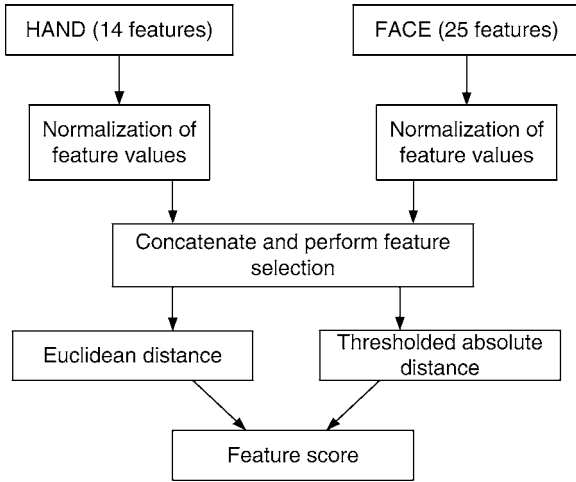 HAND (14 features)
FACE (25 features)
Normalization of
feature values
Normalization of
feature values
Concatenate and perform feature
selection
Euclidean distance
Thresholded absolute
distance
Feature score